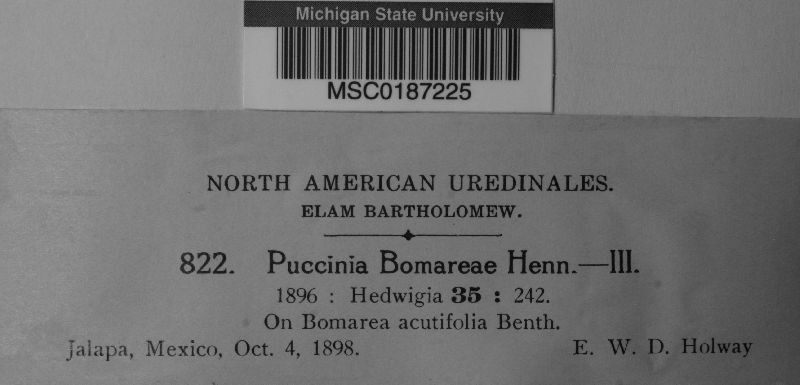 Michigan State University
MSC0187225
NORTH AMERICAN UREDINALES.
ELAM BARTHOLOMEW.
822. Puccinia Bomareae Henn.—III.
1896 : Hedwigia 35 : 242.
On Bomarea acutifolia Benth.
Jalapa, Mexico, Oct. 4, 1898. E. W. D. Holway